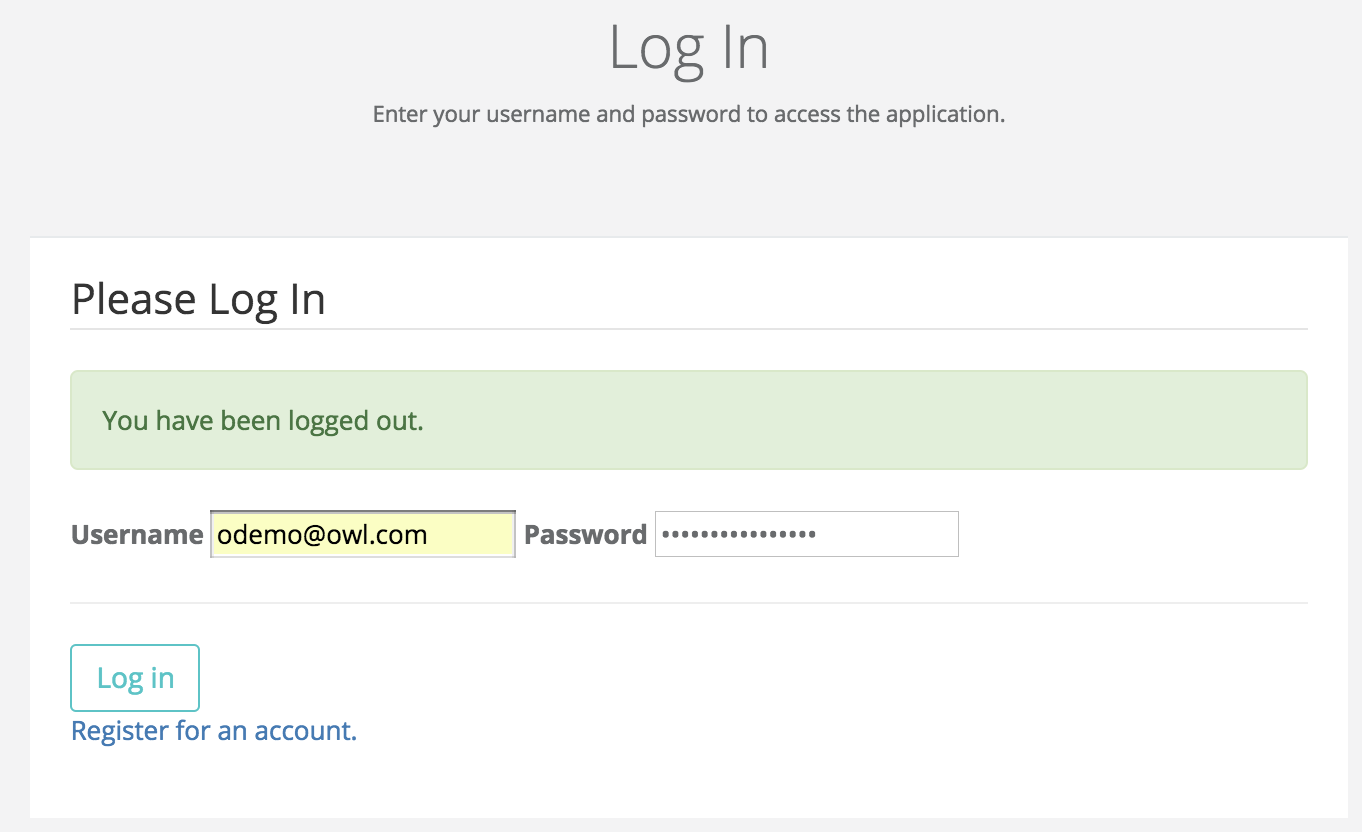 Log In
Enter your username and password to access the application.
Please Log In
You have been logged out.
Username odemo@owl.com Password ••••••••••••••••
Log in
Register for an account.